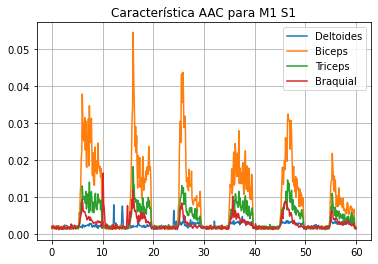 Característica AAC para M1 S1
Deltoides
Biceps
Triceps
Braquial
0.05
0.04
0.03
0.02
0.01
0.00
0 10 20 30 40 50 60